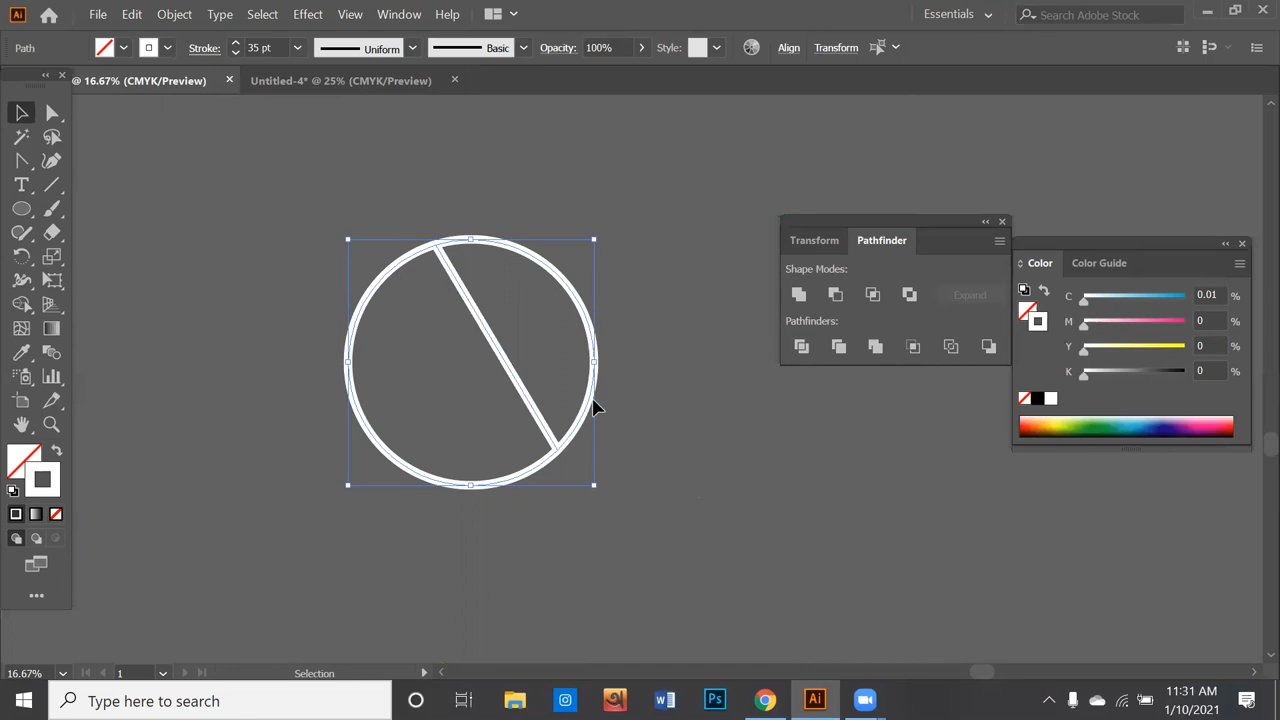 Ai File Edit Object Type Select Effect View Window Help Essentials Search Adobe Stock
Path Stroke: 35 pt Uniform Basic Opacity: 100% Style: Align Transform
@ 16.67% (CMYK/Preview) Untitled-4* @ 25% (CMYK/Preview)
Transform Pathfinder
Shape Modes:
Expand
Pathfinders:
Color Color Guide
C 0.01 %
M 0 %
Y 0 %
K 0 %
16.67% 1 Selection
Type here to search
Ps
Ai
11:31 AM
1/10/2021